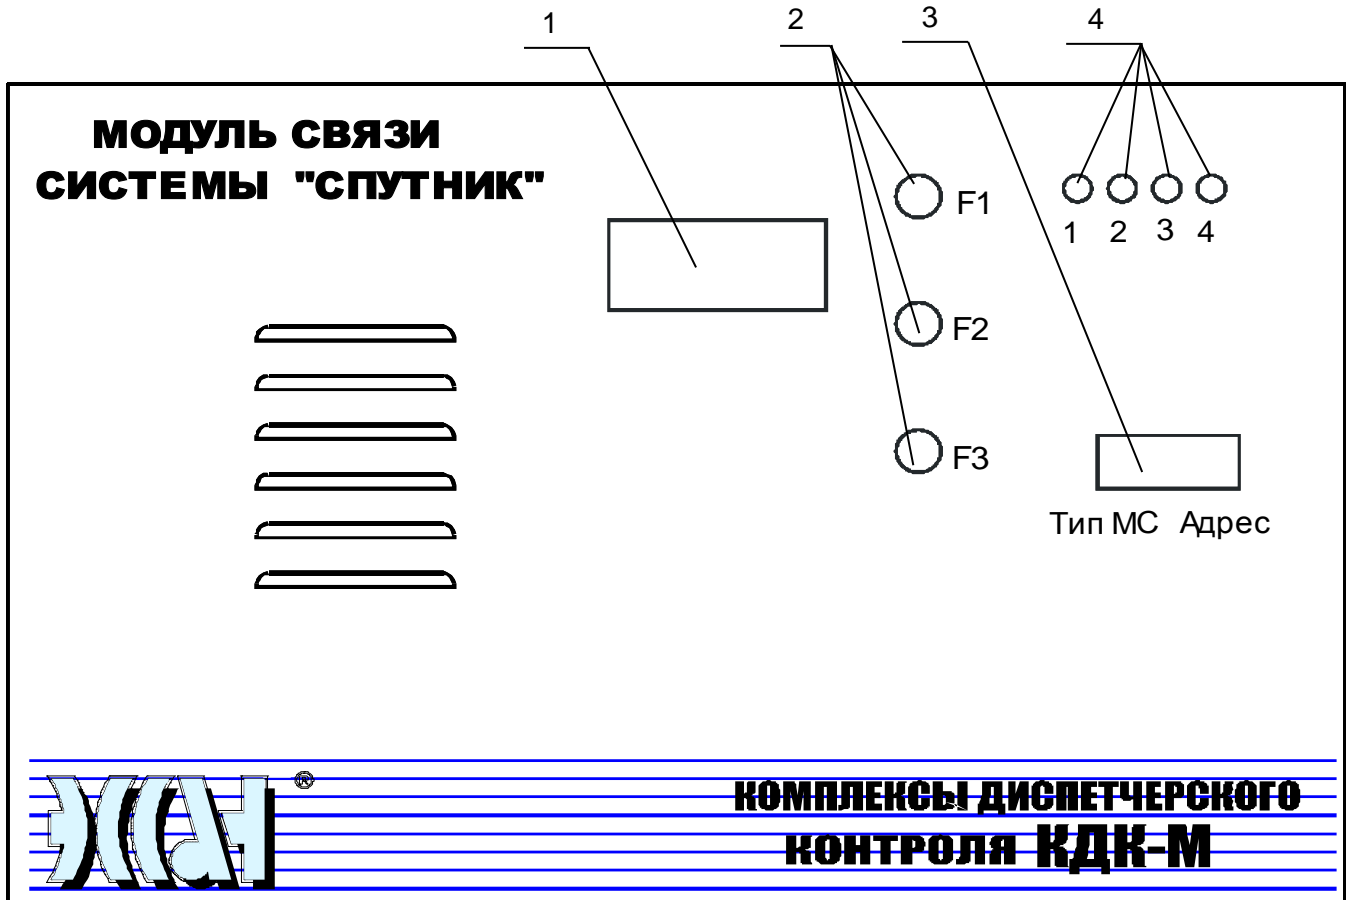 1 2 3 4
МОДУЛЬ СВЯЗИ
СИСТЕМЫ "СПУТНИК"
F1
1 2 3 4
F2
F3
Тип МС Адрес
ЭССАН ®
КОМПЛЕКСЫ ДИСПЕТЧЕРСКОГО
КОНТРОЛЯ КДК-М